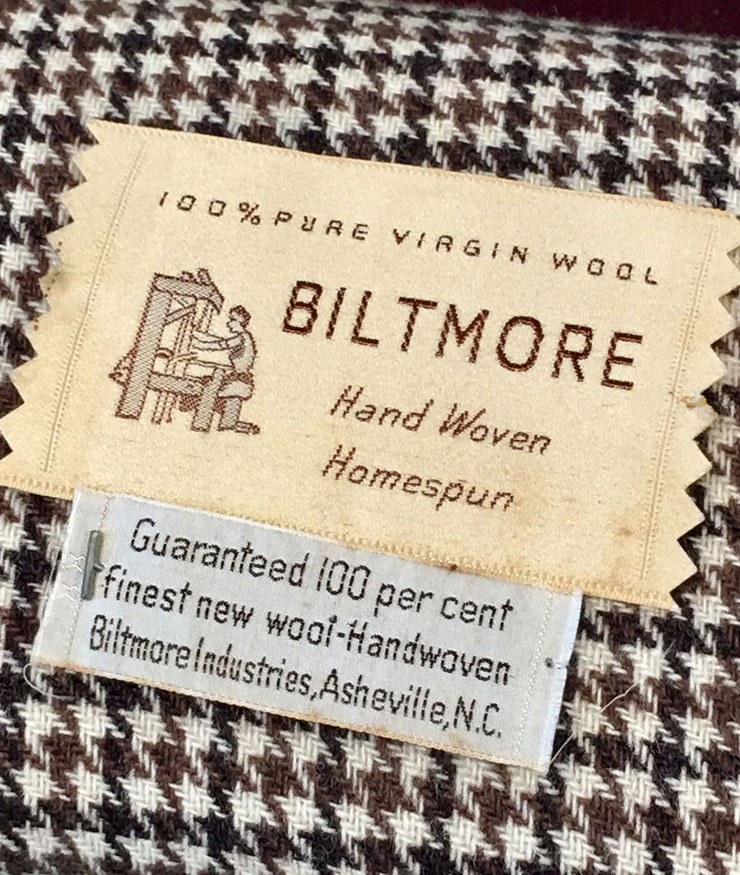 100% PURE VIRGIN WOOL
BILTMORE
Hand Woven
Homespun
Guaranteed 100 per cent
finest new wool-Handwoven
Biltmore Industries, Asheville, N.C.